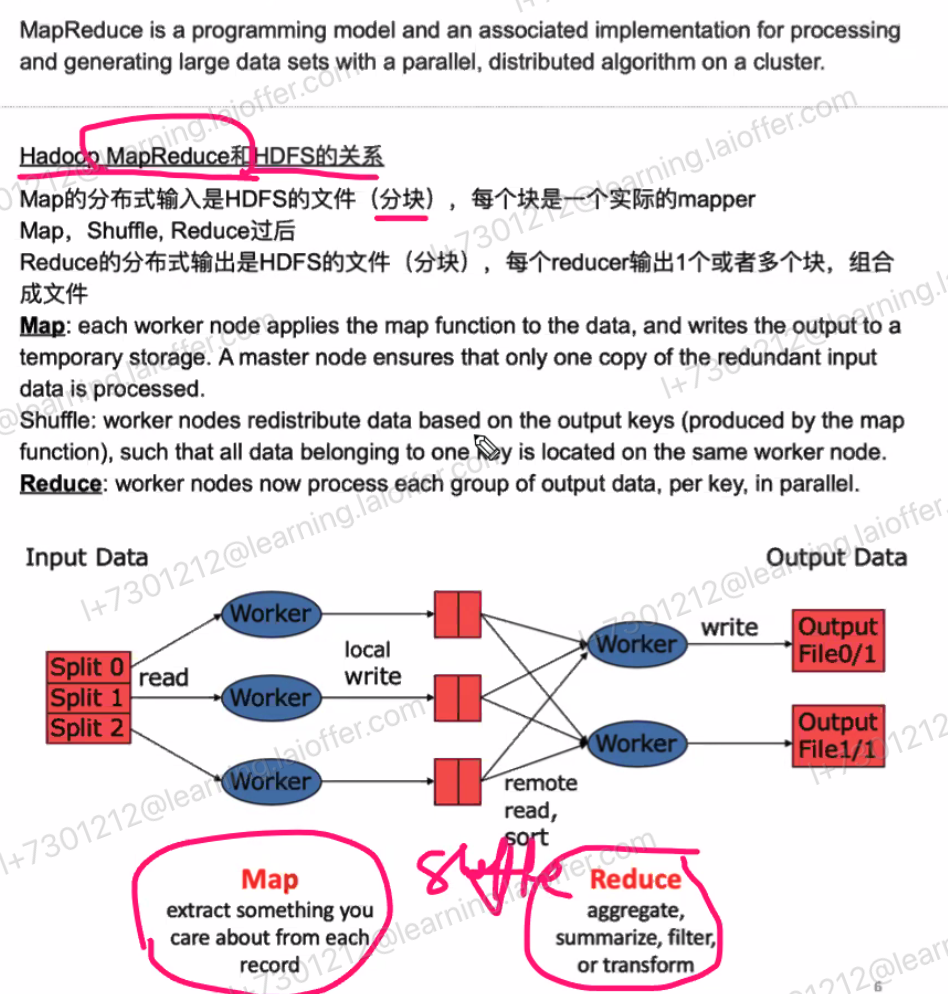 MapReduce is a programming model and an associated implementation for processing
and generating large data sets with a parallel, distributed algorithm on a cluster.
Hadoop MapReduce和HDFS的关系
Map的分布式输入是HDFS的文件（分块），每个块是一个实际的mapper
Map，Shuffle, Reduce过后
Reduce的分布式输出是HDFS的文件（分块），每个reducer输出1个或者多个块，组合
成文件
Map: each worker node applies the map function to the data, and writes the output to a
temporary storage. A master node ensures that only one copy of the redundant input
data is processed.
Shuffle: worker nodes redistribute data based on the output keys (produced by the map
function), such that all data belonging to one key is located on the same worker node.
Reduce: worker nodes now process each group of output data, per key, in parallel.
Input Data
Output Data
Split 0
Split 1
Split 2
read
Worker
Worker
Worker
local
write
remote
read,
sort
Worker
Worker
write
Output
File0/1
Output
File1/1
Shuffle
Map
extract something you
care about from each
record
Reduce
aggregate,
summarize, filter,
or transform
6
l+7301212@learning.laioffer.com